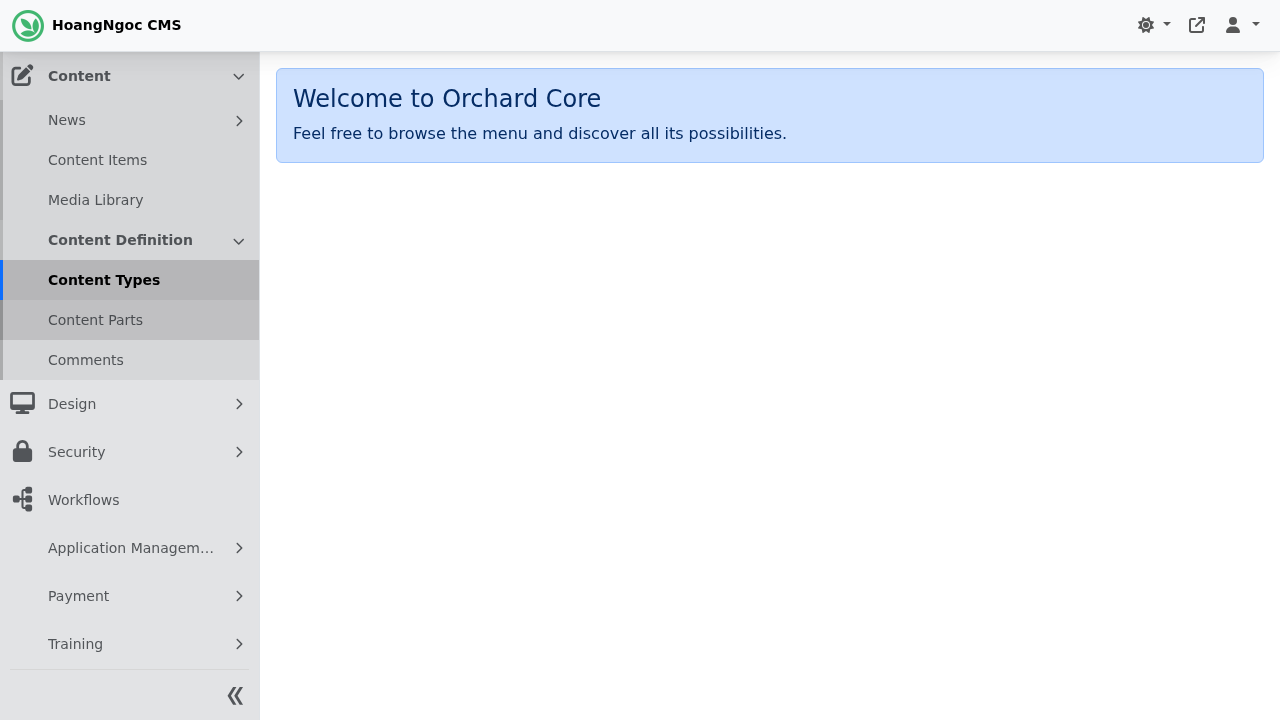 HoangNgoc CMS
Content
News
Content Items
Media Library
Content Definition
Content Types
Content Parts
Comments
Design
Security
Workflows
Application Managem...
Payment
Training
Welcome to Orchard Core
Feel free to browse the menu and discover all its possibilities.